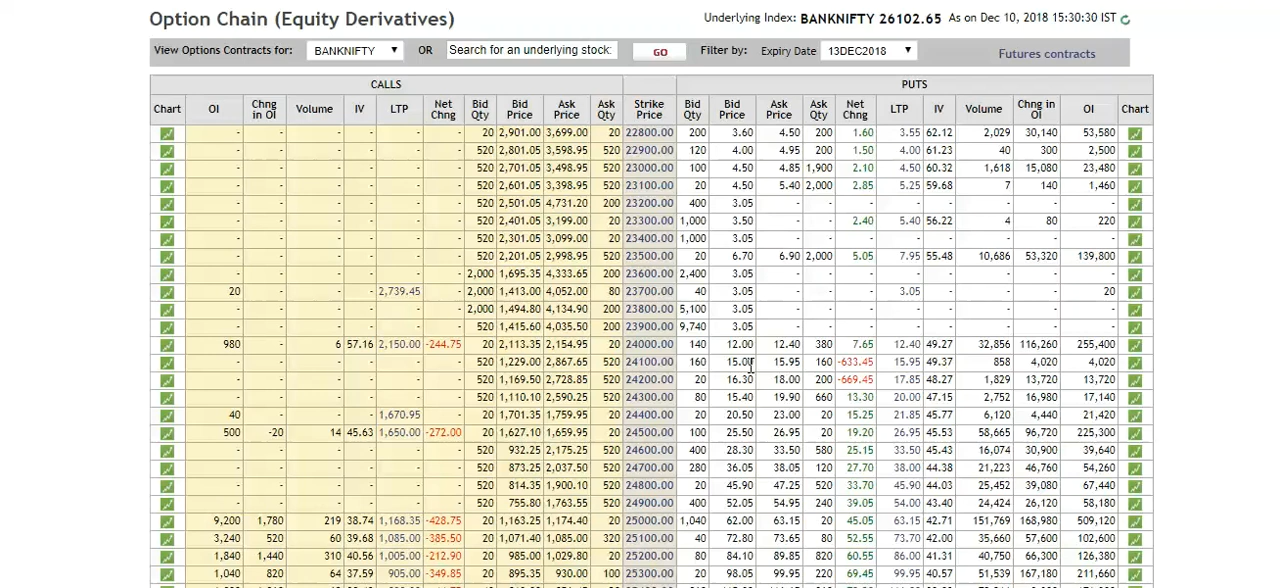 Option Chain (Equity Derivatives)
Underlying Index: BANKNIFTY 26102.65 As on Dec 10, 2018 15:30:30 IST
View Options Contracts for: BANKNIFTY OR Search for an underlying stock: GO Filter by: Expiry Date 13DEC2018 Futures contracts
CALLS PUTS
Chart OI Chng in OI Volume IV LTP Net Chng Bid Qty Bid Price Ask Price Ask Qty Strike Price Bid Qty Bid Price Ask Price Ask Qty Net Chng LTP IV Volume Chng in OI OI Chart
- - - - - - 20 2,901.00 3,699.00 20 22800.00 200 3.60 4.50 200 1.60 3.55 62.12 2,029 30,140 53,580
- - - - - - 520 2,801.05 3,598.95 520 22900.00 120 4.00 4.95 200 1.50 4.00 61.23 40 300 2,500
- - - - - - 520 2,701.05 3,498.95 520 23000.00 100 4.50 4.85 1,900 2.10 4.50 60.32 1,618 15,080 23,480
- - - - - - 520 2,601.05 3,398.95 520 23100.00 20 4.50 5.40 2,000 2.85 5.25 59.68 7 140 1,460
- - - - - - 520 2,501.05 4,731.20 200 23200.00 400 3.05 - - - - - - - -
- - - - - - 520 2,401.05 3,199.00 20 23300.00 1,000 3.50 - - 2.40 5.40 56.22 4 80 220
- - - - - - 520 2,301.05 3,099.00 20 23400.00 1,000 3.05 - - - - - - - -
- - - - - - 520 2,201.05 2,998.95 520 23500.00 20 6.70 6.90 2,000 5.05 7.95 55.48 10,686 53,320 139,800
- - - - - - 2,000 1,695.35 4,333.65 200 23600.00 2,400 3.05 - - - - - - - -
20 - - - 2,739.45 - 2,000 1,413.00 4,052.00 80 23700.00 40 3.05 - - - 3.05 - - - 20
- - - - - - 2,000 1,494.80 4,134.90 200 23800.00 5,100 3.05 - - - - - - - -
- - - - - - 520 1,415.60 4,035.50 200 23900.00 9,740 3.05 - - - - - - - -
980 - 6 57.16 2,150.00 -244.75 20 2,113.35 2,154.95 20 24000.00 140 12.00 12.40 380 7.65 12.40 49.27 32,856 116,260 255,400
- - - - - - 520 1,229.00 2,867.65 520 24100.00 160 15.00 15.95 160 -633.45 15.95 49.37 858 4,020 4,020
- - - - - - 520 1,169.50 2,728.85 520 24200.00 20 16.30 18.00 200 -669.45 17.85 48.27 1,829 13,720 13,720
- - - - - - 520 1,110.10 2,590.25 520 24300.00 80 15.40 19.90 660 13.30 20.00 47.15 2,752 16,980 17,140
40 - - - 1,670.95 - 20 1,701.35 1,759.95 20 24400.00 20 20.50 23.00 20 15.25 21.85 45.77 6,120 4,440 21,420
500 -20 14 45.63 1,650.00 -272.00 20 1,627.10 1,659.95 20 24500.00 100 25.50 26.95 20 19.20 26.95 45.53 58,665 96,720 225,300
- - - - - - 520 932.25 2,175.25 520 24600.00 400 28.30 33.50 580 25.15 33.50 45.43 16,074 30,900 39,640
- - - - - - 520 873.25 2,037.50 520 24700.00 280 36.05 38.05 120 27.70 38.00 44.38 21,223 46,760 54,260
- - - - - - 520 814.35 1,900.10 520 24800.00 20 45.90 47.25 520 33.70 45.90 44.03 25,452 39,080 67,440
- - - - - - 520 755.80 1,763.55 520 24900.00 400 52.05 54.95 240 39.05 54.00 43.40 24,424 26,120 58,180
9,200 1,780 219 38.74 1,168.35 -428.75 20 1,163.25 1,174.40 20 25000.00 1,040 62.00 63.15 20 45.05 63.15 42.71 151,769 168,980 509,120
3,240 520 60 39.68 1,085.00 -385.50 20 1,071.40 1,085.00 320 25100.00 40 72.80 73.65 80 52.55 73.70 42.00 35,660 57,600 102,600
1,840 1,440 310 40.56 1,005.00 -212.90 20 985.00 1,029.80 20 25200.00 80 84.10 89.85 820 60.55 86.00 41.31 40,750 66,300 126,380
1,040 820 64 37.59 905.00 -349.85 20 895.35 930.00 100 25300.00 20 98.05 99.95 220 69.45 99.95 40.57 51,259 167,180 211,660